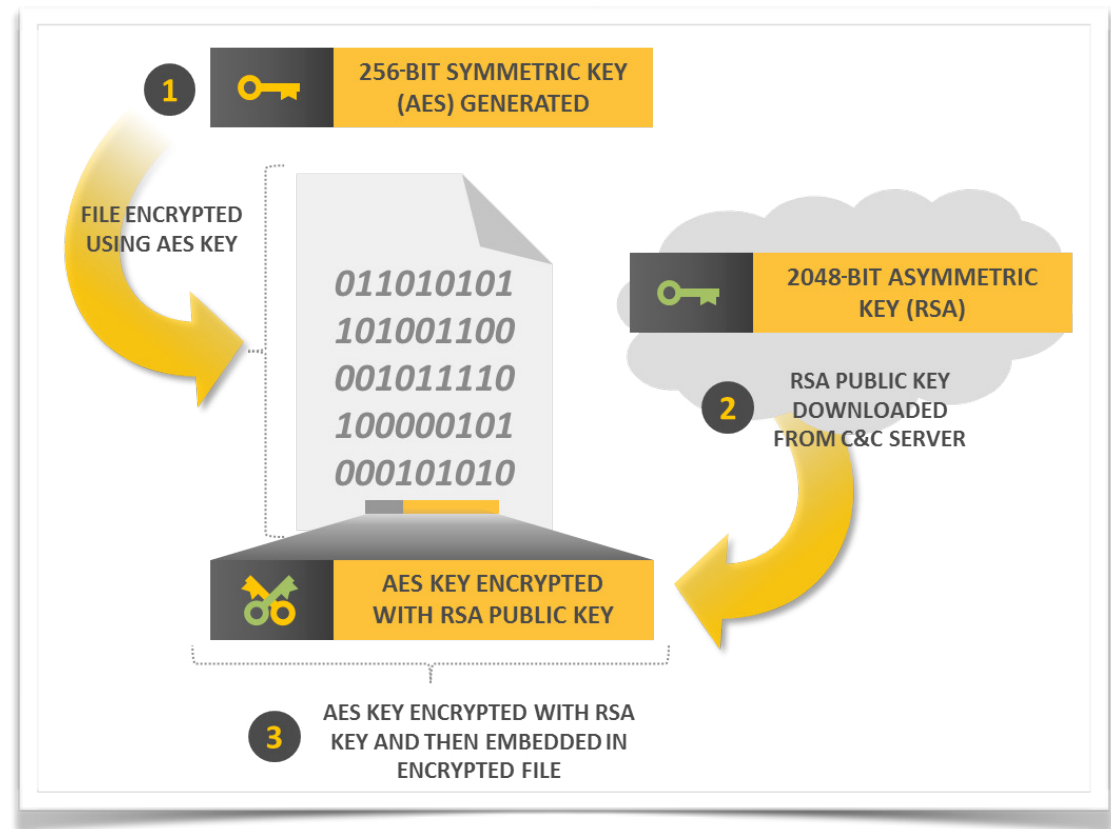 1
256-BIT SYMMETRIC KEY
(AES) GENERATED
FILE ENCRYPTED
USING AES KEY
011010101
101001100
001011110
100000101
000101010
2048-BIT ASYMMETRIC
KEY (RSA)
2
RSA PUBLIC KEY
DOWNLOADED
FROM C&C SERVER
AES KEY ENCRYPTED
WITH RSA PUBLIC KEY
3
AES KEY ENCRYPTED WITH RSA
KEY AND THEN EMBEDDED IN
ENCRYPTED FILE